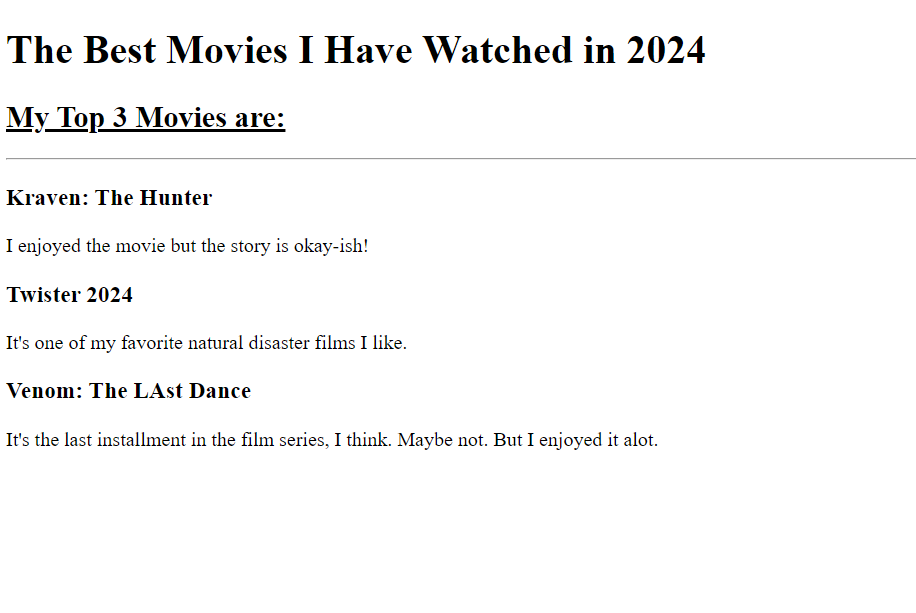 The Best Movies I Have Watched in 2024
My Top 3 Movies are:
Kraven: The Hunter
I enjoyed the movie but the story is okay-ish!
Twister 2024
It's one of my favorite natural disaster films I like.
Venom: The LAst Dance
It's the last installment in the film series, I think. Maybe not. But I enjoyed it alot.